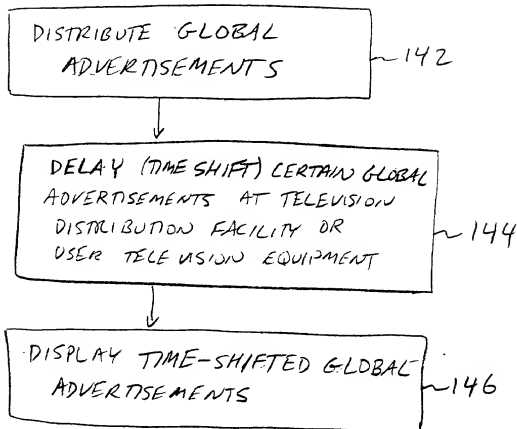 DISTRIBUTE GLOBAL
ADVERTISEMENTS
142
DELAY (TIME SHIFT) CERTAIN GLOBAL
ADVERTISEMENTS AT TELEVISION
DISTRIBUTION FACILITY OR
USER TELEVISION EQUIPMENT
144
DISPLAY TIME-SHIFTED GLOBAL
ADVERTISEMENTS
146